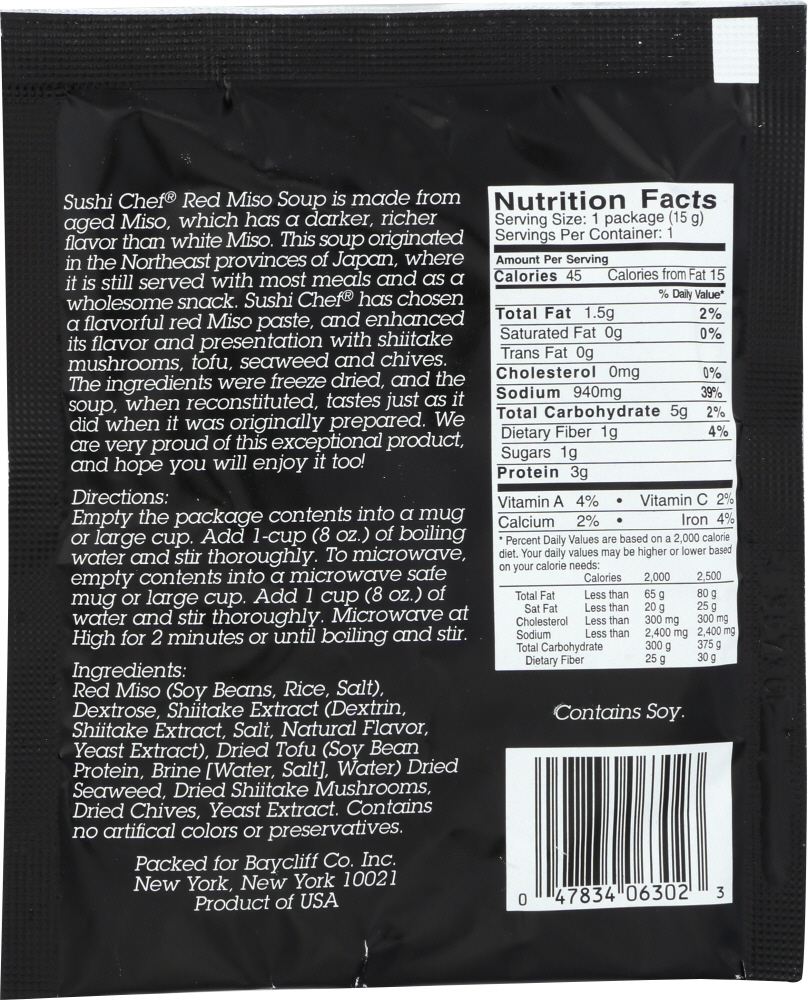 Sushi Chef® Red Miso Soup is made from
aged Miso, which has a darker, richer
flavor than white Miso. This soup originated
in the Northeast provinces of Japan, where
it is still served with most meals and as a
wholesome snack. Sushi Chef® has chosen
a flavorful red Miso paste, and enhanced
its flavor and presentation with shiitake
mushrooms, tofu, seaweed and chives.
The ingredients were freeze dried, and the
soup, when reconstituted, tastes just as it
did when it was originally prepared. We
are very proud of this exceptional product,
and hope you will enjoy it too!
Directions:
Empty the package contents into a mug
or large cup. Add 1-cup (8 oz.) of boiling
water and stir thoroughly. To microwave,
empty contents into a microwave safe
mug or large cup. Add 1 cup (8 oz.) of
water and stir thoroughly. Microwave at
High for 2 minutes or until boiling and stir.
Ingredients:
Red Miso (Soy Beans, Rice, Salt),
Dextrose, Shiitake Extract (Dextrin,
Shiitake Extract, Salt, Natural Flavor,
Yeast Extract), Dried Tofu (Soy Bean
Protein, Brine [Water, Salt], Water) Dried
Seaweed, Dried Shiitake Mushrooms,
Dried Chives, Yeast Extract. Contains
no artifical colors or preservatives.
Packed for Baycliff Co. Inc.
New York, New York 10021
Product of USA
Nutrition Facts
Serving Size: 1 package (15 g)
Servings Per Container: 1
Amount Per Serving
Calories 45 Calories from Fat 15
% Daily Value*
Total Fat 1.5g 2%
Saturated Fat 0g 0%
Trans Fat 0g
Cholesterol 0mg 0%
Sodium 940mg 39%
Total Carbohydrate 5g 2%
Dietary Fiber 1g 4%
Sugars 1g
Protein 3g
Vitamin A 4% • Vitamin C 2%
Calcium 2% • Iron 4%
* Percent Daily Values are based on a 2,000 calorie
diet. Your daily values may be higher or lower based
on your calorie needs:
Calories 2,000 2,500
Total Fat Less than 65 g 80 g
Sat Fat Less than 20 g 25 g
Cholesterol Less than 300 mg 300 mg
Sodium Less than 2,400 mg 2,400 mg
Total Carbohydrate 300 g 375 g
Dietary Fiber 25 g 30 g
Contains Soy.
0 47834 06302 3